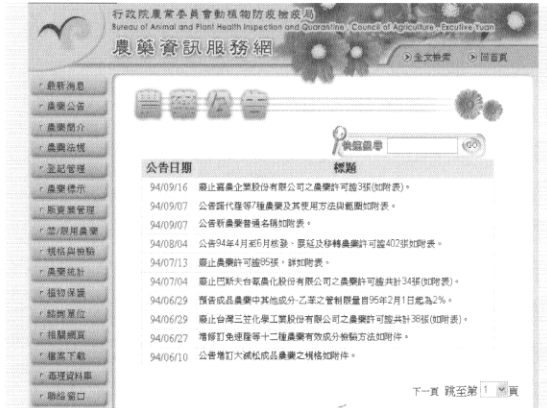 行政院農業委員會動植物防疫檢疫局
Bureau of Animal and Plant Health Inspection and Quarantine, Council of Agriculture, Excutive Yuan
農藥資訊服務網
全文檢索
回首頁
最新消息
農藥公告
農藥簡介
農藥法規
登記管理
農藥標示
販賣業管理
禁/限用農藥
規格與檢驗
農藥統計
植物保護
諮詢單位
相關網頁
檔案下載
毒理資料庫
聯絡窗口
農藥公告
快速搜尋
GO
公告日期 標題
94/09/16 廢止嘉農企業股份有限公司之農藥許可證3張(如附表)。
94/09/07 公告護代隆等7種農藥及其使用方法與範圍如附表。
94/09/07 公告新農藥普通名稱如附表。
94/08/04 公告94年4月至6月核發、展延及移轉農藥許可證402張如附表。
94/07/13 廢止農藥許可證85張,詳如附表。
94/07/04 廢止巴斯夫台灣農化股份有限公司之農藥許可證共計34張(如附表)。
94/06/29 預告成品農藥中其他成分-乙苯之管制限量自95年2月1日起為2%。
94/06/29 廢止台灣三笠化學工業股份有限公司之農藥許可證共計38張(如附表)。
94/06/27 增修訂免速隆等十二種農藥有效成分檢驗方法如附件。
94/06/10 公告增訂大滅松成品農藥之規格如附件。
下一頁 跳至第 1 頁